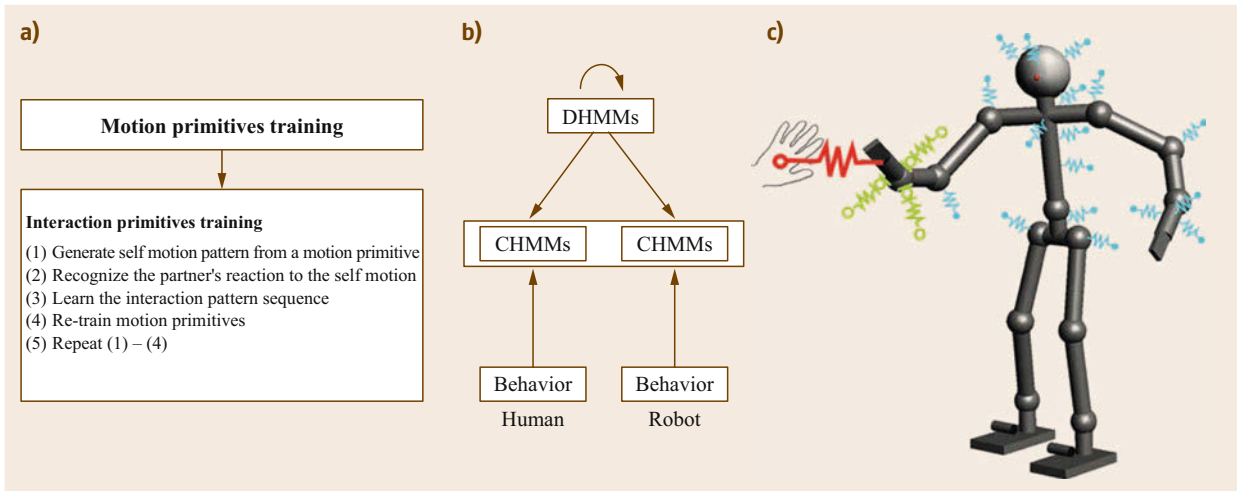 a)
Motion primitives training
Interaction primitives training
(1) Generate self motion pattern from a motion primitive
(2) Recognize the partner's reaction to the self motion
(3) Learn the interaction pattern sequence
(4) Re-train motion primitives
(5) Repeat (1) – (4)
b)
DHMMs
CHMMs CHMMs
Behavior Behavior
Human Robot
c)